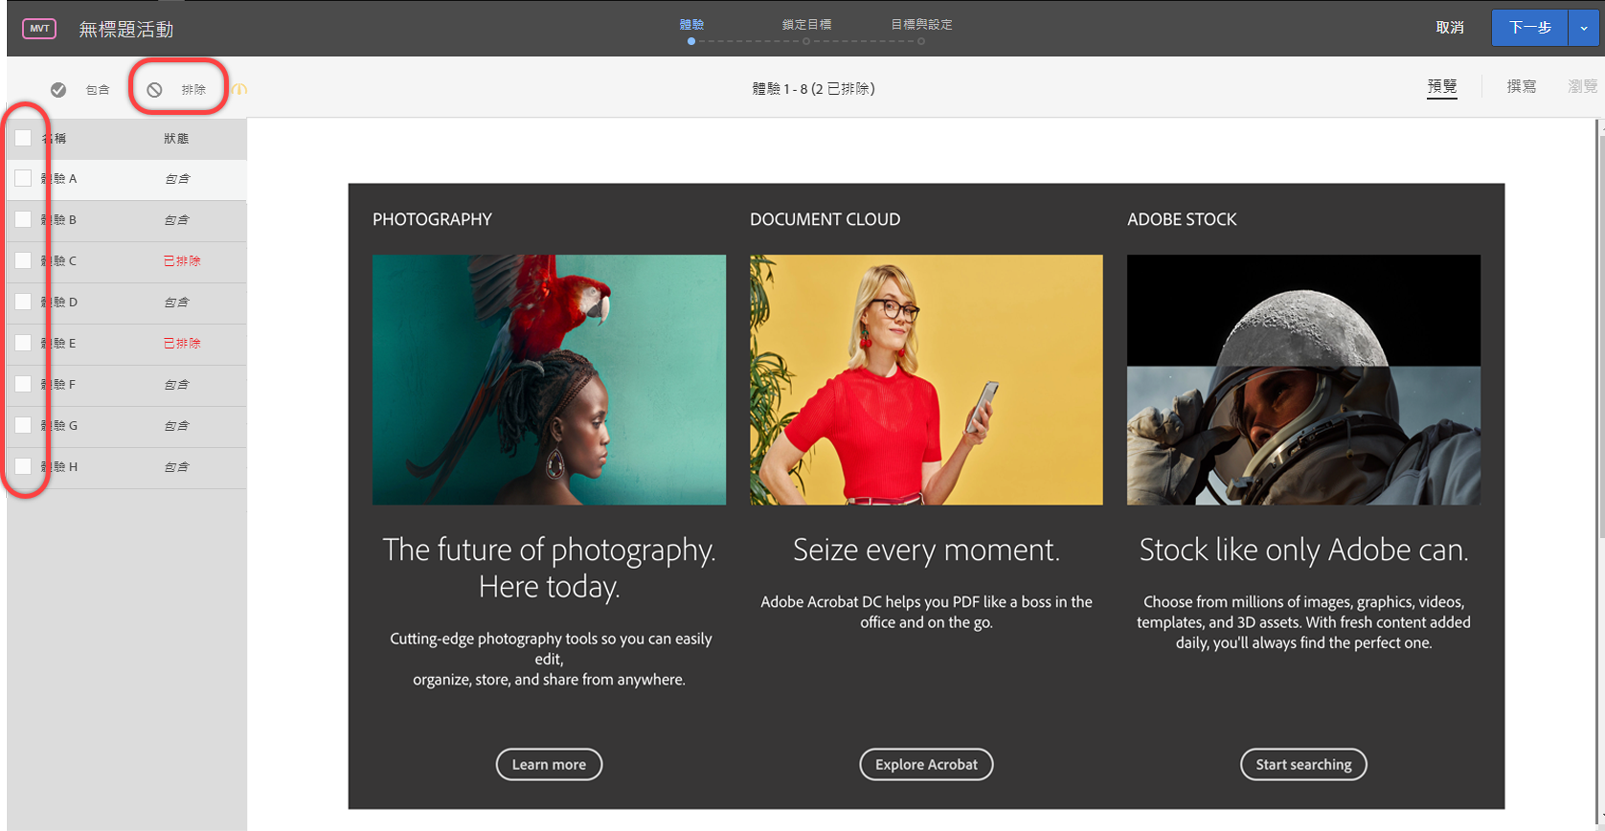 MVT 無標題活動 體驗 鎖定目標 目標與設定 取消 下一步
包含 排除 體驗 1 - 8 (2 已排除) 預覽 撰寫 瀏覽
名稱 狀態
體驗 A 包含
體驗 B 包含
體驗 C 已排除
體驗 D 包含
體驗 E 已排除
體驗 F 包含
體驗 G 包含
體驗 H 包含
PHOTOGRAPHY
The future of photography.
Here today.
Cutting-edge photography tools so you can easily
edit,
organize, store, and share from anywhere.
Learn more
DOCUMENT CLOUD
Seize every moment.
Adobe Acrobat DC helps you PDF like a boss in the
office and on the go.
Explore Acrobat
ADOBE STOCK
Stock like only Adobe can.
Choose from millions of images, graphics, videos,
templates, and 3D assets. With fresh content added
daily, you'll always find the perfect one.
Start searching